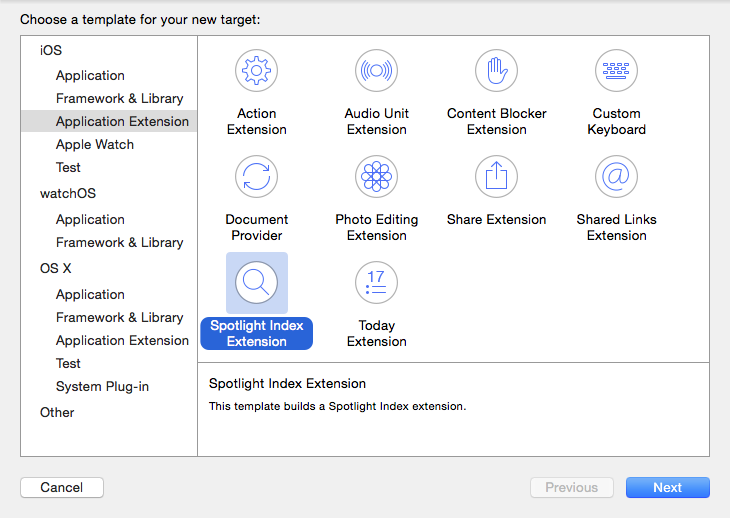 Choose a template for your new target:
iOS
Application
Framework & Library
Application Extension
Apple Watch
Test
watchOS
Application
Framework & Library
OS X
Application
Framework & Library
Application Extension
Test
System Plug-in
Other
Action
Extension
Audio Unit
Extension
Content Blocker
Extension
Custom
Keyboard
Document
Provider
Photo Editing
Extension
Share Extension
@
Shared Links
Extension
Spotlight Index
Extension
17
Today
Extension
Spotlight Index Extension
This template builds a Spotlight Index extension.
Cancel
Previous
Next